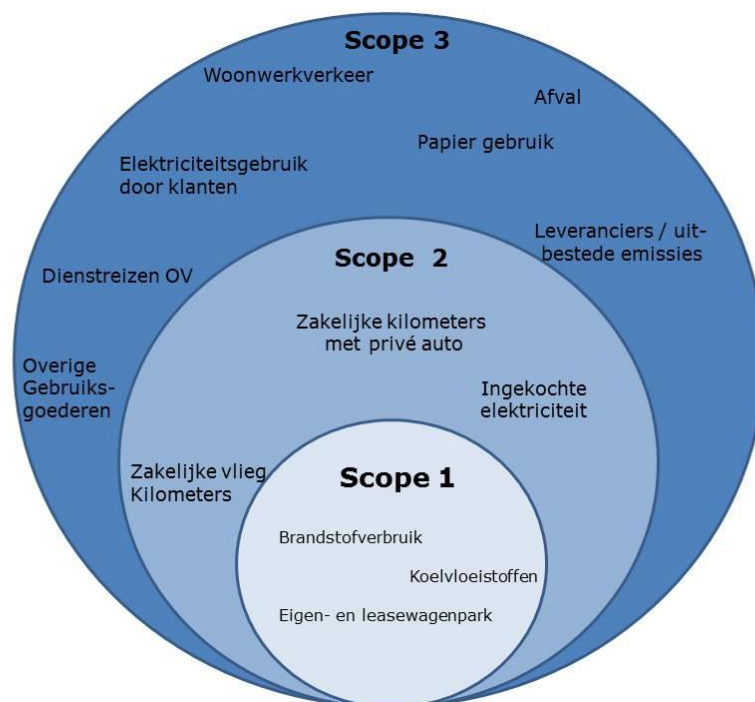 Scope 3
Woonwerkverkeer
Afval
Papier gebruik
Elektriciteitsgebruik
door klanten
Leveranciers / uit-
bestede emissies
Dienstreizen OV
Overige
Gebruiks-
goederen
Scope 2
Zakelijke kilometers
met privé auto
Ingekochte
elektriciteit
Zakelijke vlieg
Kilometers
Scope 1
Brandstofverbruik
Koelvloeistoffen
Eigen- en leasewagenpark